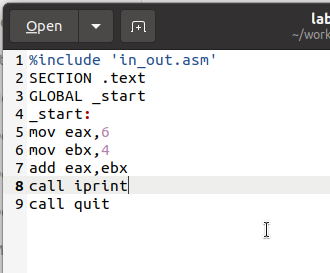 Open
lab
~/work
1 %include 'in_out.asm'
2 SECTION .text
3 GLOBAL _start
4 _start:
5 mov eax,6
6 mov ebx,4
7 add eax,ebx
8 call iprint
9 call quit